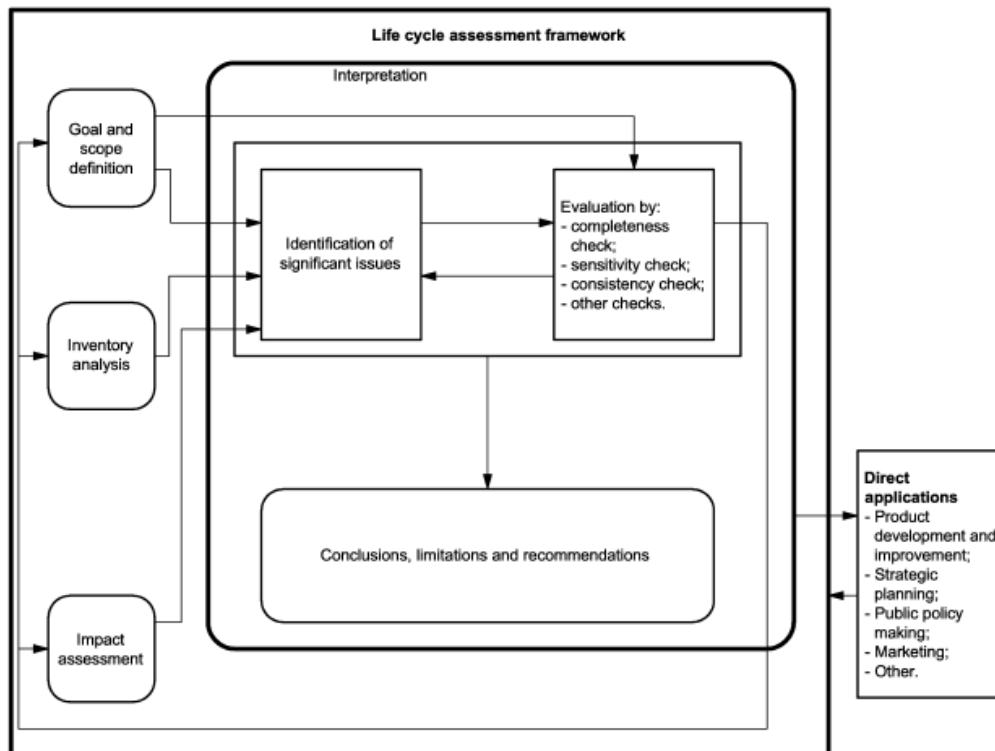 Life cycle assessment framework
Interpretation
Goal and
scope
definition
Identification of
significant issues
Evaluation by:
- completeness
check;
- sensitivity check;
- consistency check;
- other checks.
Inventory
analysis
Conclusions, limitations and recommendations
Impact
assessment
Direct
applications
- Product
development and
improvement;
- Strategic
planning;
- Public policy
making;
- Marketing;
- Other.